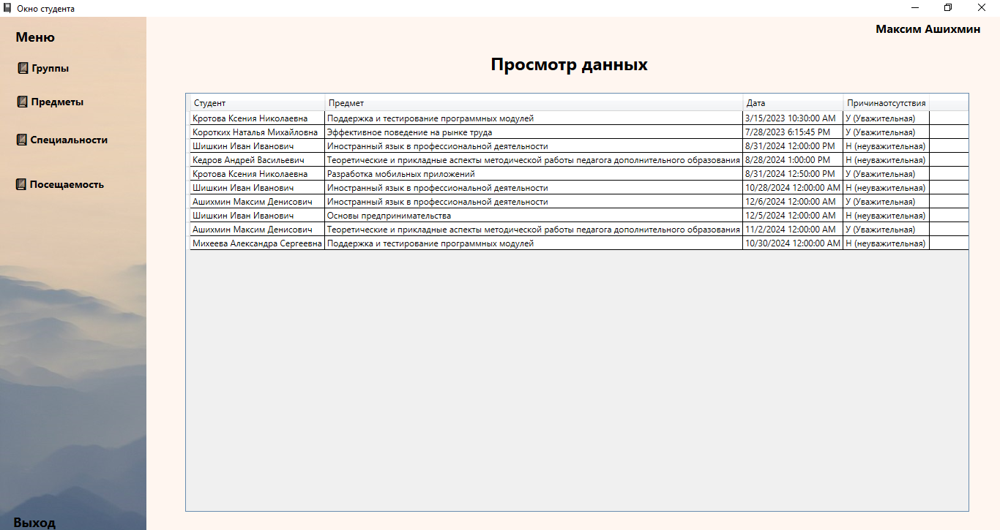 Окно студента
Меню
Максим Ашихмин
Группы
Предметы
Специальности
Посещаемость
Выход
Просмотр данных
Студент Предмет Дата Причинаотсутствия
Кротова Ксения Николаевна Поддержка и тестирование программных модулей 3/15/2023 10:30:00 AM У (Уважительная)
Коротких Наталья Михайловна Эффективное поведение на рынке труда 7/28/2023 6:15:45 PM У (Уважительная)
Шишкин Иван Иванович Иностранный язык в профессиональной деятельности 8/31/2024 12:00:00 PM Н (неуважительная)
Кедров Андрей Васильевич Теоретические и прикладные аспекты методической работы педагога дополнительного образования 8/28/2024 1:00:00 PM Н (неуважительная)
Кротова Ксения Николаевна Разработка мобильных приложений 8/31/2024 12:50:00 PM У (Уважительная)
Шишкин Иван Иванович Иностранный язык в профессиональной деятельности 10/28/2024 12:00:00 AM Н (неуважительная)
Ашихмин Максим Денисович Иностранный язык в профессиональной деятельности 12/6/2024 12:00:00 AM У (Уважительная)
Шишкин Иван Иванович Основы предпринимательства 12/5/2024 12:00:00 AM Н (неуважительная)
Ашихмин Максим Денисович Теоретические и прикладные аспекты методической работы педагога дополнительного образования 11/2/2024 12:00:00 AM У (Уважительная)
Михеева Александра Сергеевна Поддержка и тестирование программных модулей 10/30/2024 12:00:00 AM Н (неуважительная)